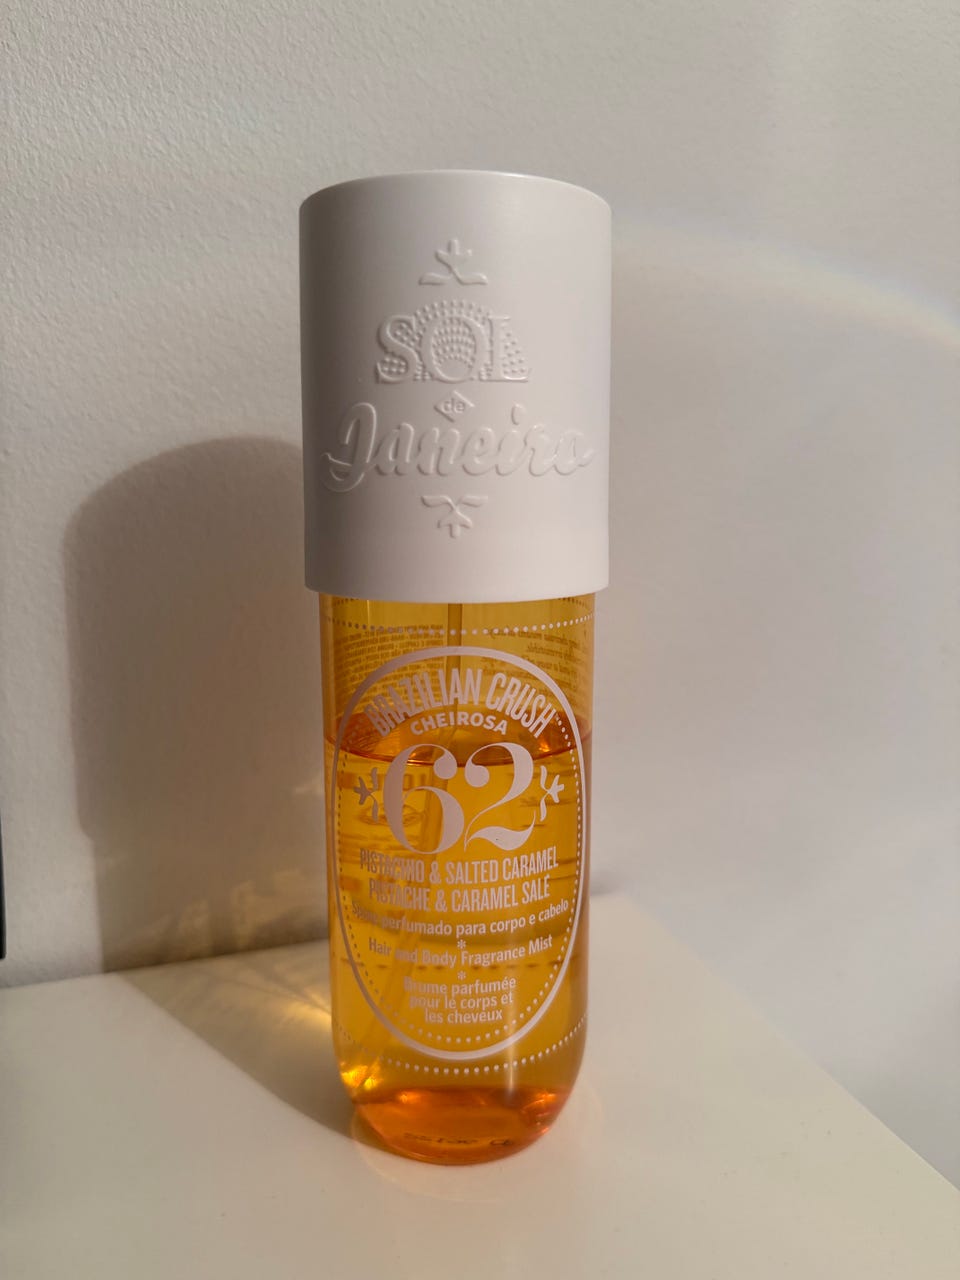 SOL
de
Janeiro
BRAZILIAN CRUSH
CHEIROSA
62
PISTACHIO & SALTED CARAMEL
PISTACHE & CARAMEL SALÉ
Spray perfumado para corpo e cabelo
*
Hair and Body Fragrance Mist
*
Brume parfumée
pour le corps et
les cheveux